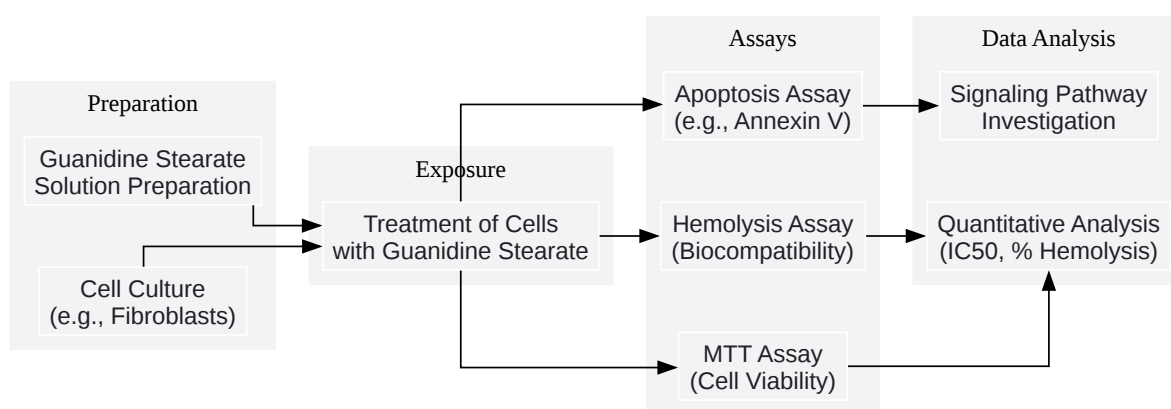 Preparation
Guanidine Stearate
Solution Preparation
Cell Culture
(e.g., Fibroblasts)
Exposure
Treatment of Cells
with Guanidine Stearate
Assays
Apoptosis Assay
(e.g., Annexin V)
Hemolysis Assay
(Biocompatibility)
MTT Assay
(Cell Viability)
Data Analysis
Signaling Pathway
Investigation
Quantitative Analysis
(IC50, % Hemolysis)